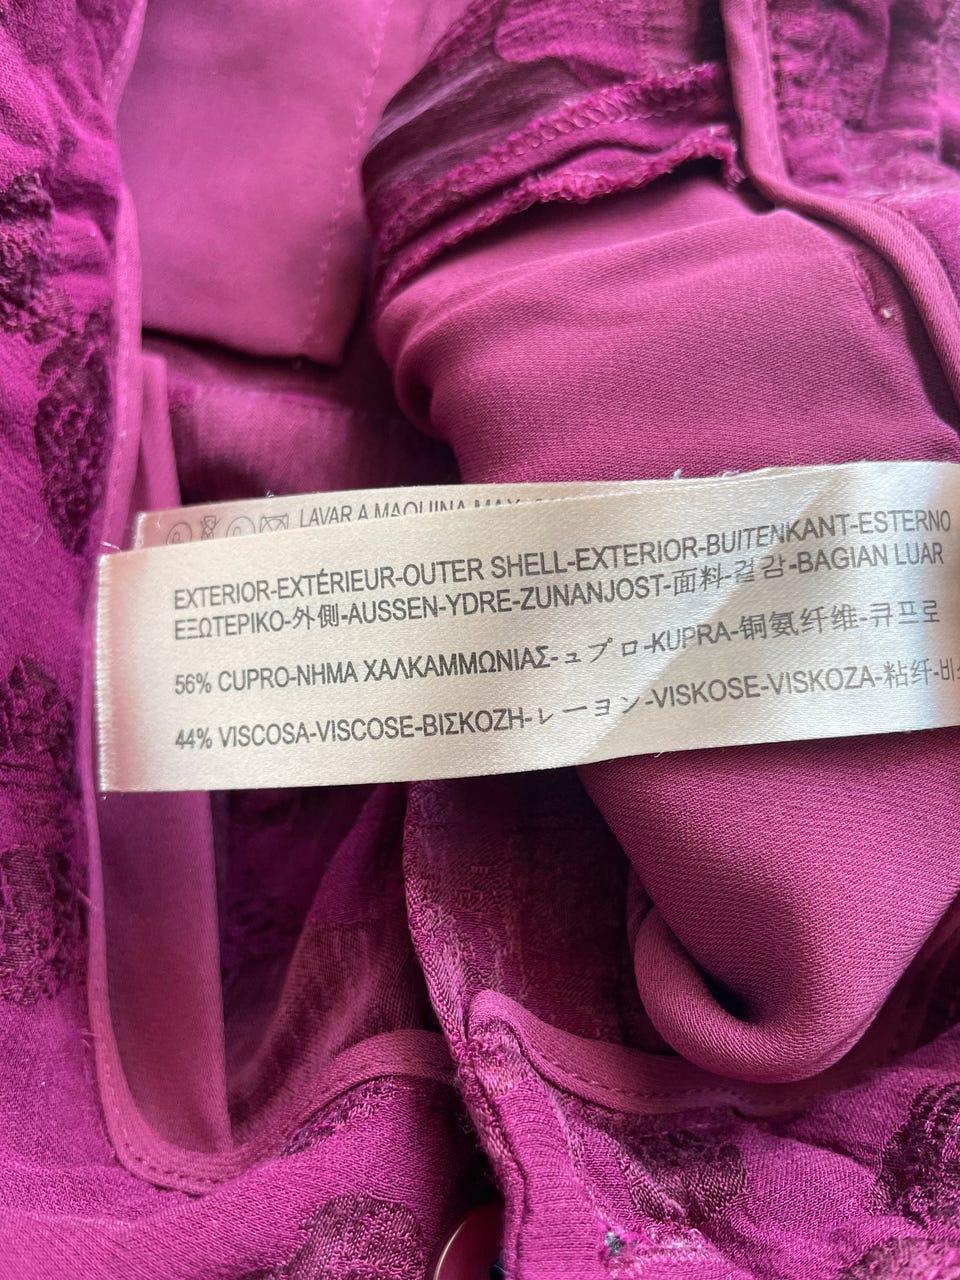 LAVAR A MAQUINA
EXTERIOR-EXTÉRIEUR-OUTER SHELL-EXTERIOR-BUITENKANT-ESTERNO
ΕΞΩΤΕΡΙΚΟ-外側-AUSSEN-YDRE-ZUNANJOST-面料-겉감-BAGIAN LUAR
56% CUPRO-ΝΗΜΑ ΧΑΛΚΑΜΜΩΝΙΑΣ-ュプロ-KUPRA-铜氨纤维-큐프로
44% VISCOSA-VISCOSE-ΒΙΣΚΟΖΗ-レーヨン-VISKOSE-VISKOZA-粘纤-